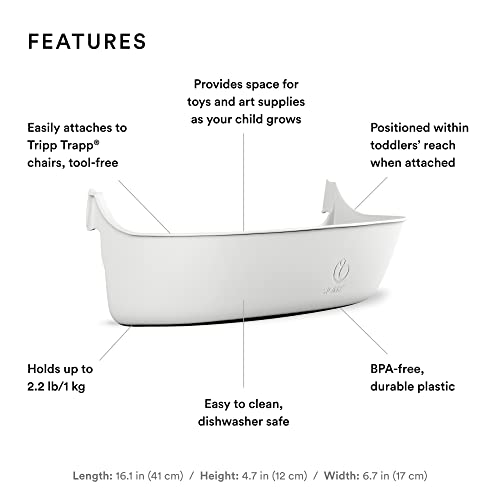 FEATURES
Provides space for
toys and art supplies
as your child grows
Easily attaches to
Tripp Trapp®
chairs, tool-free
Positioned within
toddlers’ reach
when attached
Holds up to
2.2 lb/1 kg
Easy to clean,
dishwasher safe
BPA-free,
durable plastic
Length: 16.1 in (41 cm) / Height: 4.7 in (12 cm) / Width: 6.7 in (17 cm)